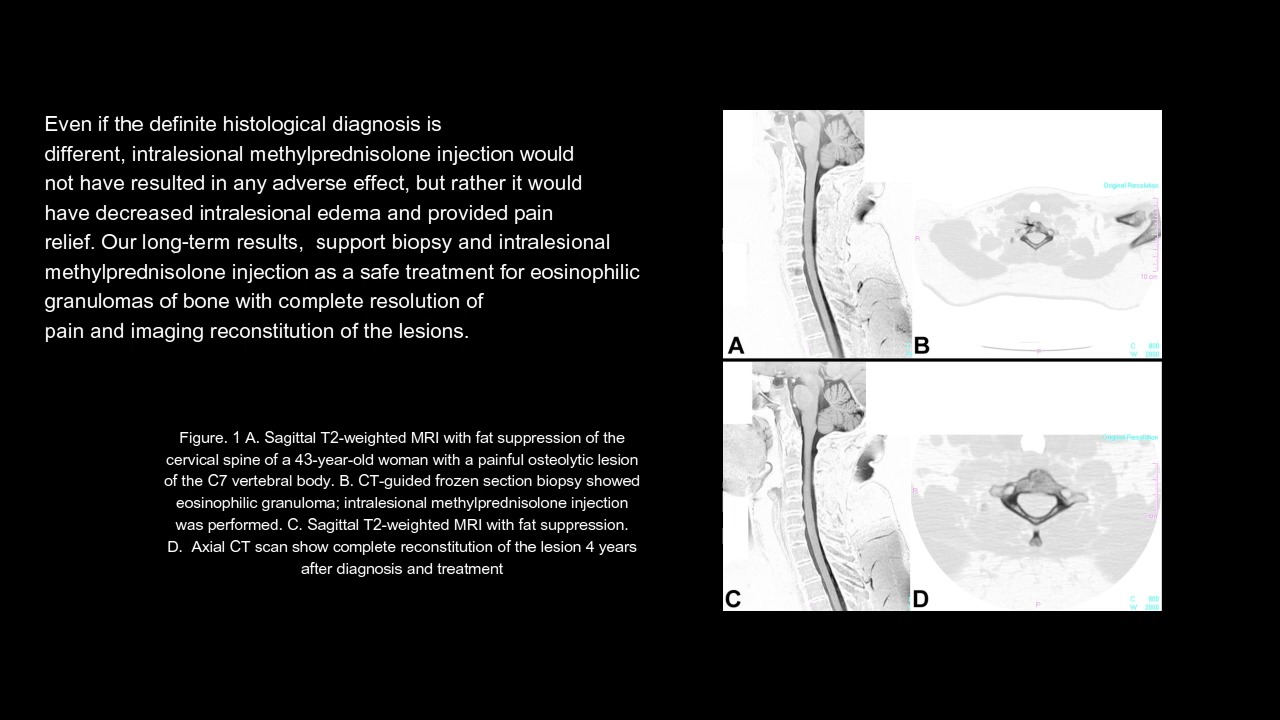 Even if the definite histological diagnosis is
different, intralesional methylprednisolone injection would
not have resulted in any adverse effect, but rather it would
have decreased intralesional edema and provided pain
relief. Our long-term results,  support biopsy and intralesional
methylprednisolone injection as a safe treatment for eosinophilic
granulomas of bone with complete resolution of
pain and imaging reconstitution of the lesions.
Figure. 1 A. Sagittal T2-weighted MRI with fat suppression of the
cervical spine of a 43-year-old woman with a painful osteolytic lesion
of the C7 vertebral body. B. CT-guided frozen section biopsy showed
eosinophilic granuloma; intralesional methylprednisolone injection
was performed. C. Sagittal T2-weighted MRI with fat suppression.
D.  Axial CT scan show complete reconstitution of the lesion 4 years
after diagnosis and treatment
A
Original Resolution
R
10 cm
C 800
B
C
Original Resolution
P
D